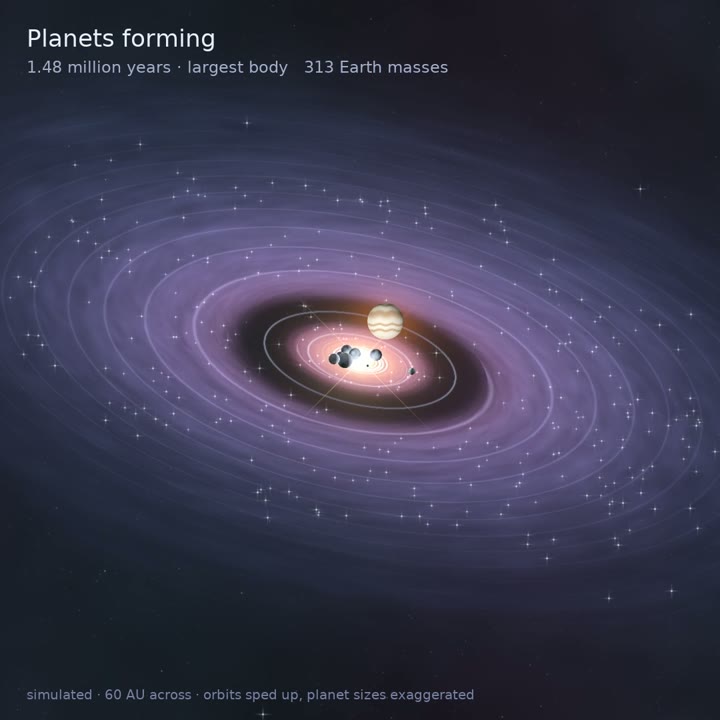 Planets forming
1.48 million years · largest body 313 Earth masses
simulated · 60 AU across · orbits sped up, planet sizes exaggerated